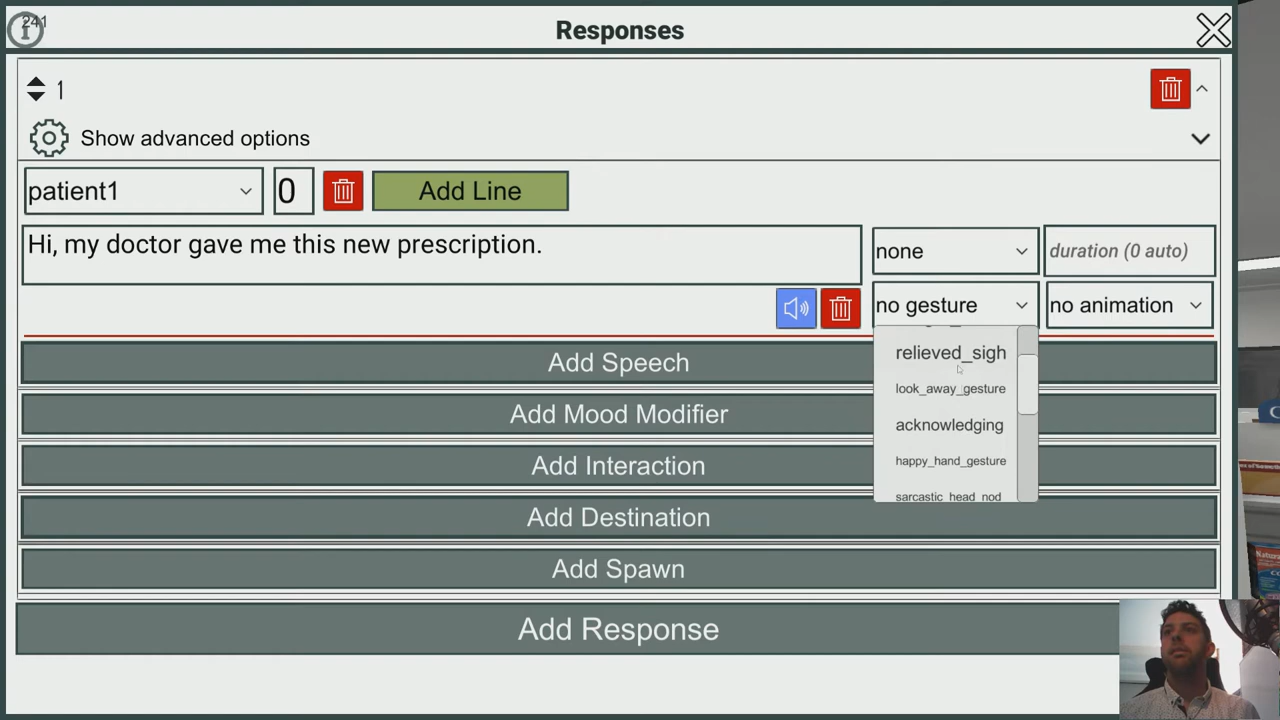 241
Responses
1
Show advanced options
patient1
0
Add Line
Hi, my doctor gave me this new prescription.
none
duration (0 auto)
no gesture
no animation
relieved_sigh
look_away_gesture
acknowledging
happy_hand_gesture
sarcastic_head_nod
Add Speech
Add Mood Modifier
Add Interaction
Add Destination
Add Spawn
Add Response